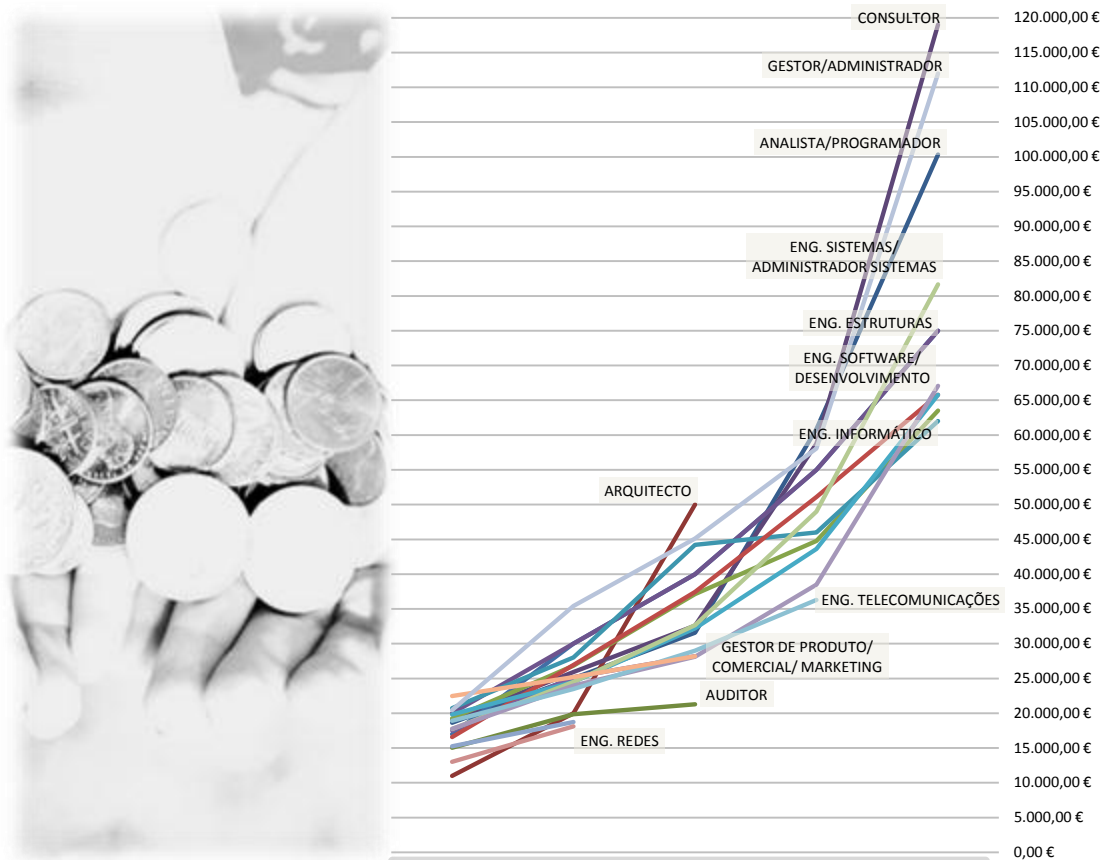 CONSULTOR
GESTOR/ADMINISTRADOR
ANALISTA/PROGRAMADOR
ENG. SISTEMAS/
ADMINISTRADOR SISTEMAS
ENG. ESTRUTURAS
ENG. SOFTWARE/
DESENVOLVIMENTO
ENG. INFORMÁTICO
ARQUITECTO
ENG. TELECOMUNICAÇÕES
GESTOR DE PRODUTO/
COMERCIAL/ MARKETING
AUDITOR
ENG. REDES
120.000,00 €
115.000,00 €
110.000,00 €
105.000,00 €
100.000,00 €
95.000,00 €
90.000,00 €
85.000,00 €
80.000,00 €
75.000,00 €
70.000,00 €
65.000,00 €
60.000,00 €
55.000,00 €
50.000,00 €
45.000,00 €
40.000,00 €
35.000,00 €
30.000,00 €
25.000,00 €
20.000,00 €
15.000,00 €
10.000,00 €
5.000,00 €
0,00 €